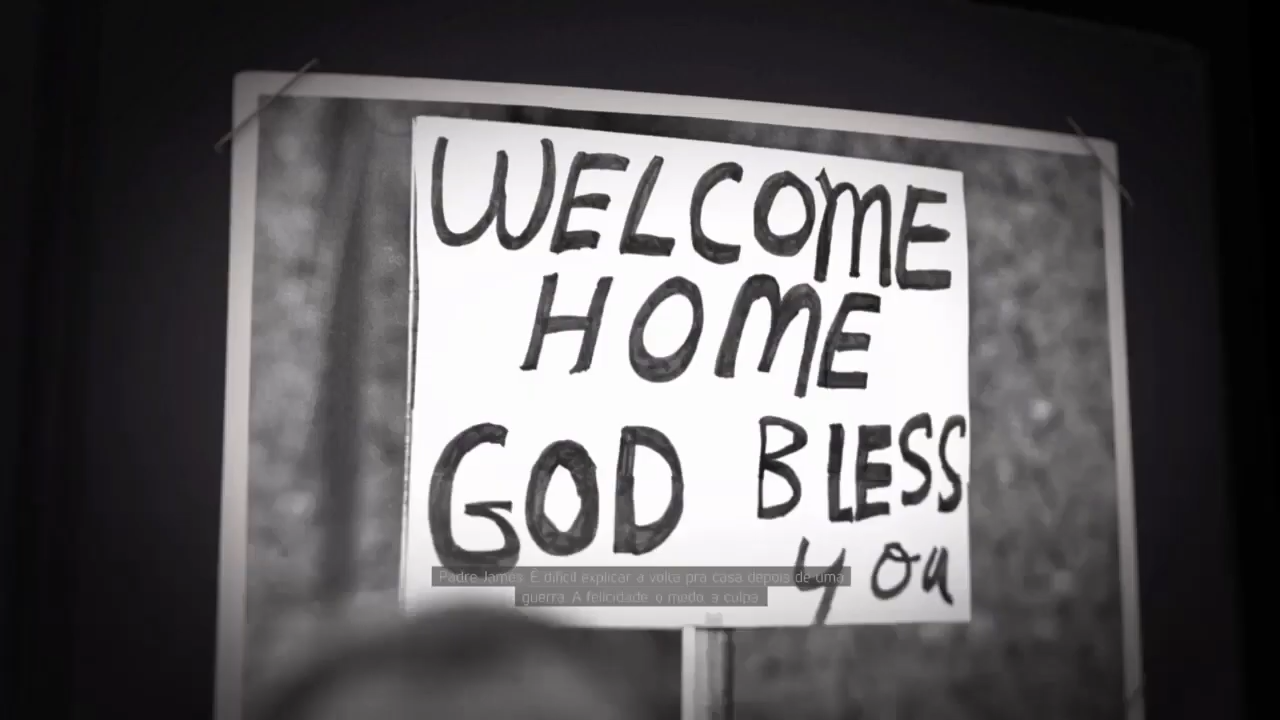 WELCOME
HOME
GOD BLESS
you
Padre James: É difícil explicar a volta pra casa depois de uma
guerra. A felicidade, o medo, a culpa.